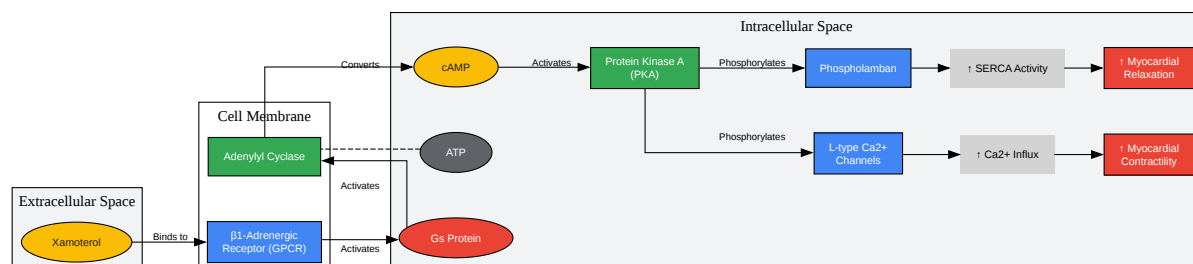 Intracellular Space
Converts
cAMP
Activates
Protein Kinase A
(PKA)
Phosphorylates
Phospholamban
↑ SERCA Activity
↑ Myocardial
Relaxation
Cell Membrane
Adenylyl Cyclase
ATP
Phosphorylates
L-type Ca2+
Channels
↑ Ca2+ Influx
↑ Myocardial
Contractility
Activates
Extracellular Space
Xamoterol
Binds to
β1-Adrenergic
Receptor (GPCR)
Activates
Gs Protein